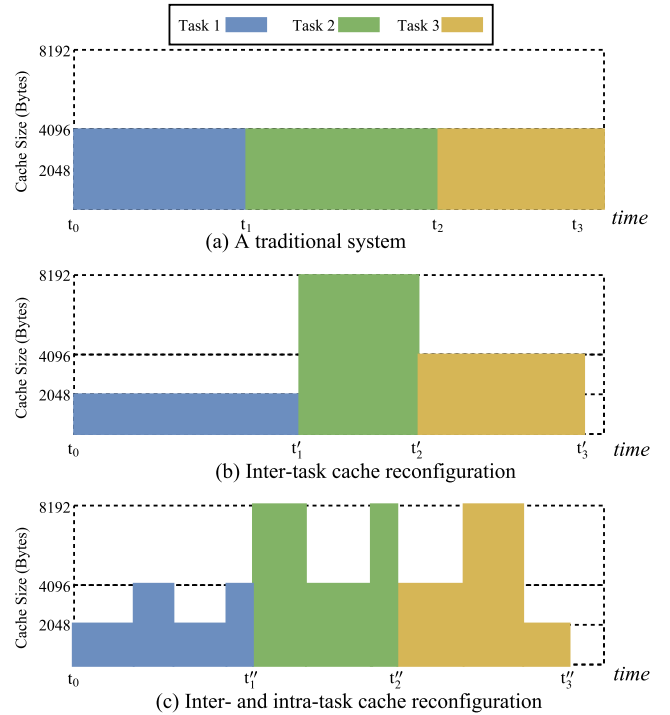 Task 1 Task 2 Task 3
Cache Size (Bytes)
8192
4096
2048
t0 t1 t2 t3 time
(a) A traditional system
Cache Size (Bytes)
8192
4096
2048
t0 t′1 t′2 t′3 time
(b) Inter-task cache reconfiguration
Cache Size (Bytes)
8192
4096
2048
t0 t″1 t″2 t″3 time
(c) Inter- and intra-task cache reconfiguration